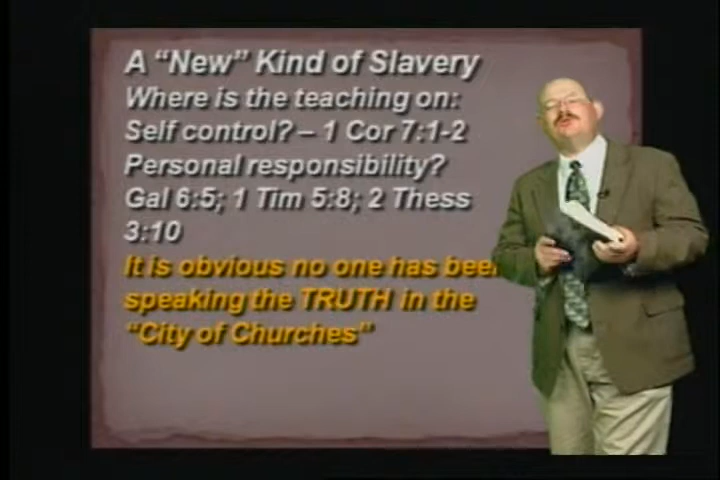 A “New” Kind of Slavery
Where is the teaching on:
Self control? – 1 Cor 7:1-2
Personal responsibility?
Gal 6:5; 1 Tim 5:8; 2 Thess
3:10
It is obvious no one has been
speaking the TRUTH in the
“City of Churches”